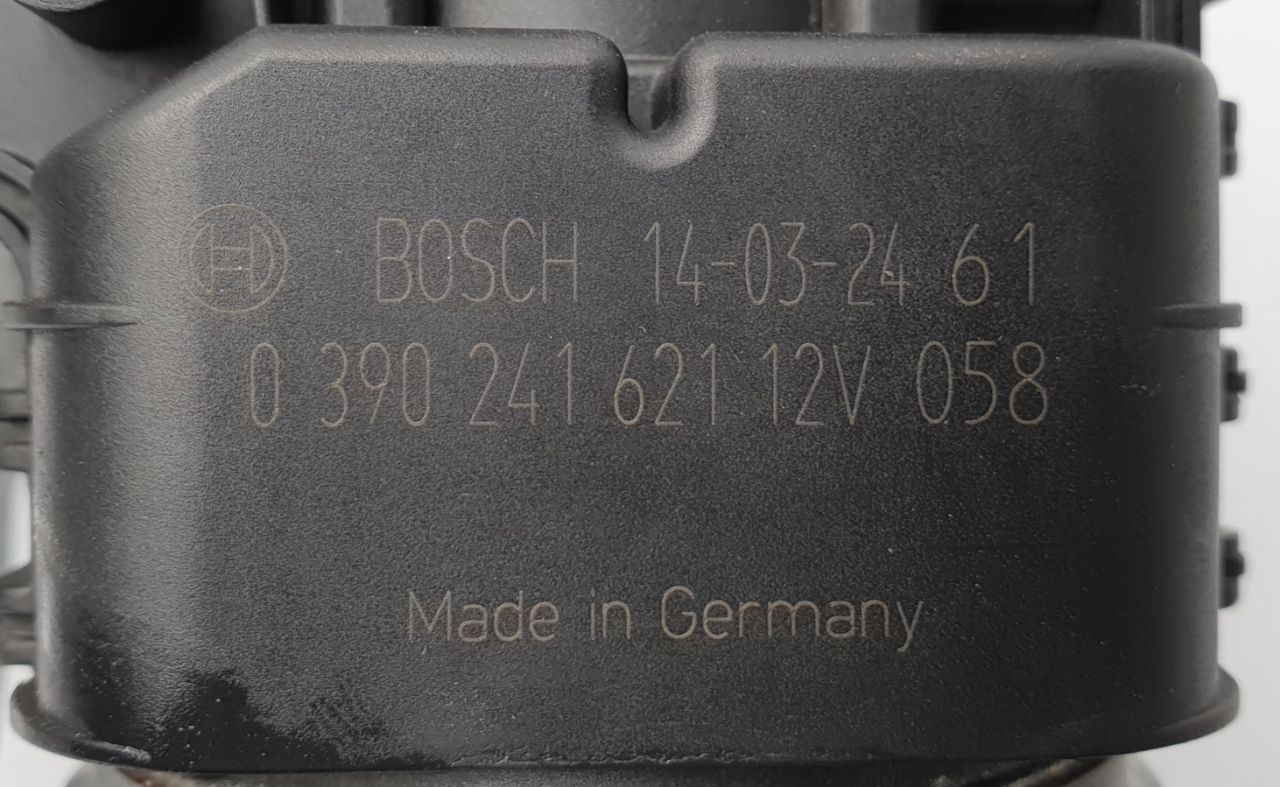 BOSCH 14-03-24 61
0 390 241 621 12V 058
Made in Germany